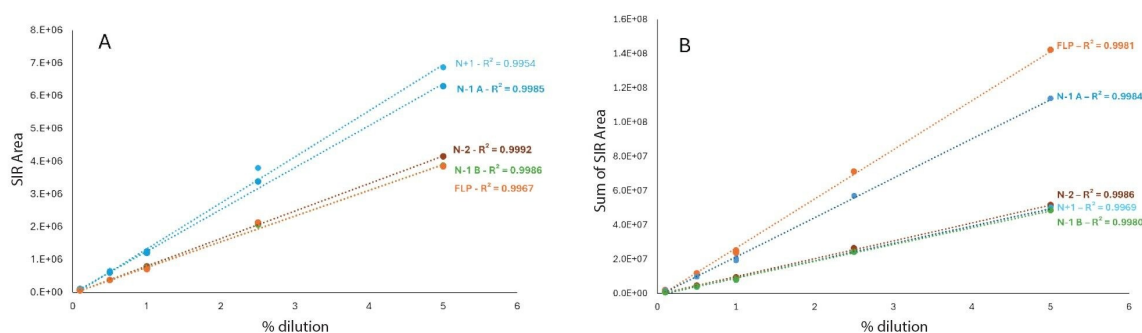 A
8.E+06
7.E+06
6.E+06
5.E+06
4.E+06
3.E+06
2.E+06
1.E+06
0.E+00
SIR Area
0
1
2
3
4
5
6
% dilution
N+1 - R² = 0.9954
N-1 A - R² = 0.9985
N-2 - R² = 0.9992
N-1 B - R² = 0.9986
FLP - R² = 0.9967
B
1.6E+08
1.4E+08
1.2E+08
1.0E+08
8.0E+07
6.0E+07
4.0E+07
2.0E+07
0.0E+00
Sum of SIR Area
0
1
2
3
4
5
6
% dilution
FLP – R² = 0.9981
N-1 A – R² = 0.9984
N-2 – R² = 0.9986
N+1 – R² = 0.9969
N-1 B – R² = 0.9980